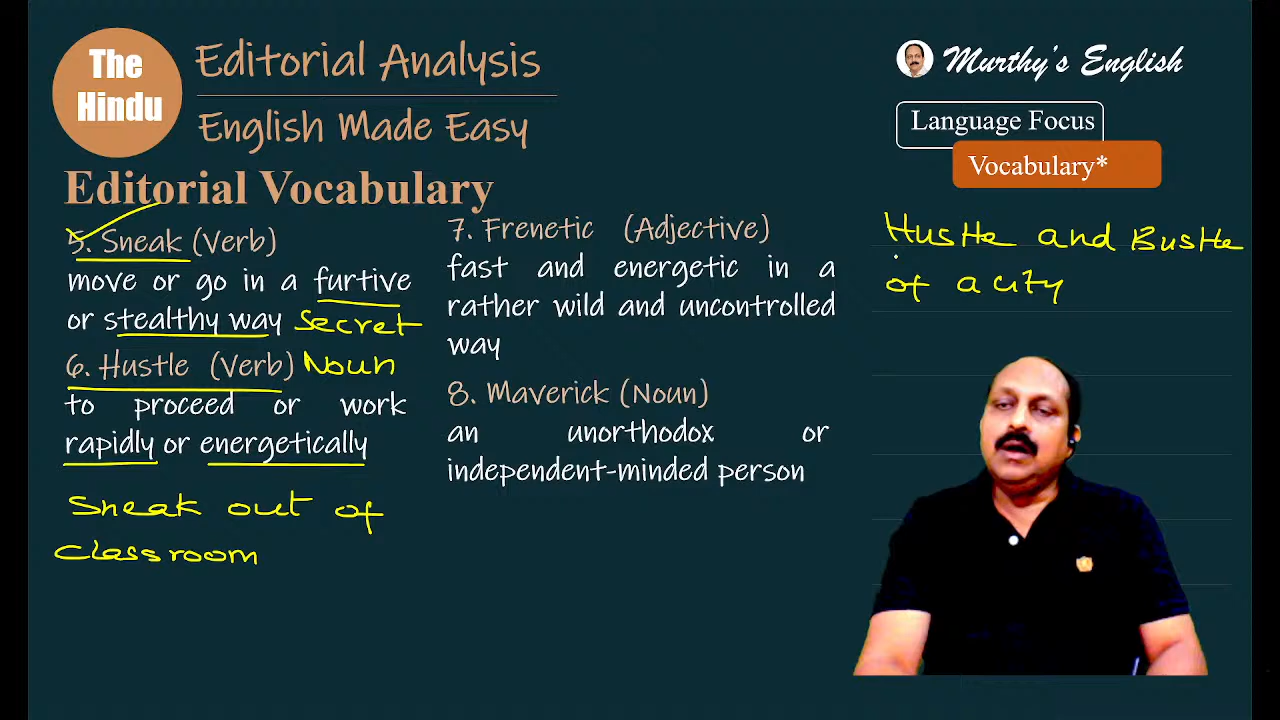 The
Hindu
Editorial Analysis
English Made Easy
Murthy's English
Language Focus
Vocabulary*
Editorial Vocabulary
5. Sneak (Verb)
move or go in a furtive
or stealthy way Secret
6. Hustle (Verb) Noun
to proceed or work
rapidly or energetically
Sneak out of
Classroom
7. Frenetic (Adjective)
fast and energetic in a
rather wild and uncontrolled
way
8. Maverick (Noun)
an unorthodox or
independent-minded person
Hustle and Bustle
of a city